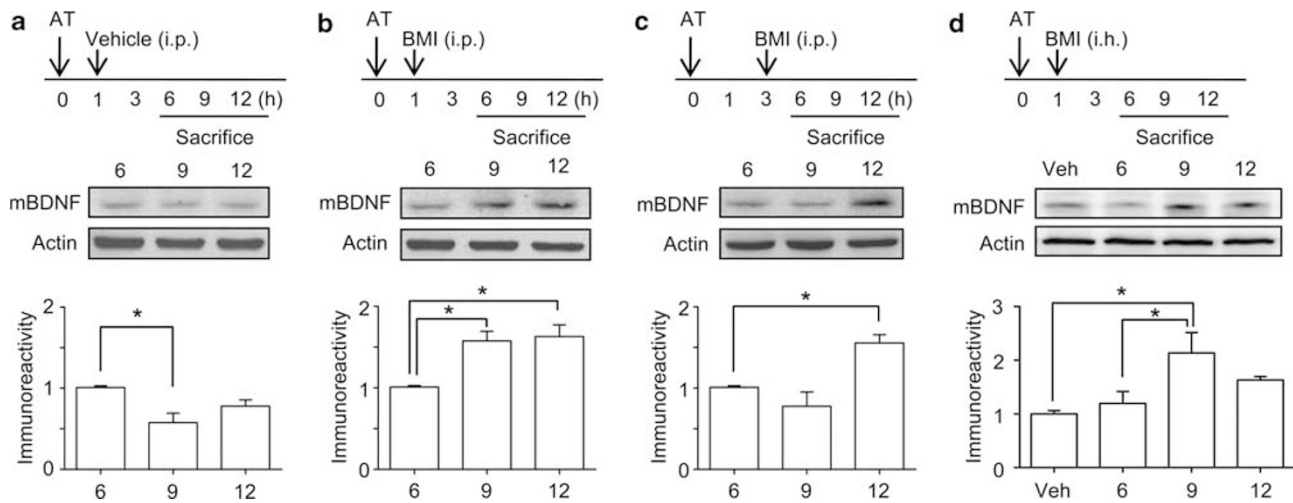 a
AT
Vehicle (i.p.)
0 1 3 6 9 12 (h)
Sacrifice
6 9 12
mBDNF
Actin
Immunoreactivity
2
*
1
0
6 9 12
b
AT
BMI (i.p.)
0 1 3 6 9 12 (h)
Sacrifice
6 9 12
mBDNF
Actin
Immunoreactivity
2
*
*
1
0
6 9 12
c
AT
BMI (i.p.)
0 1 3 6 9 12 (h)
Sacrifice
6 9 12
mBDNF
Actin
Immunoreactivity
2
*
1
0
6 9 12
d
AT
BMI (i.h.)
0 1 3 6 9 12
Sacrifice
Veh 6 9 12
mBDNF
Actin
Immunoreactivity
3
*
*
2
1
0
Veh 6 9 12